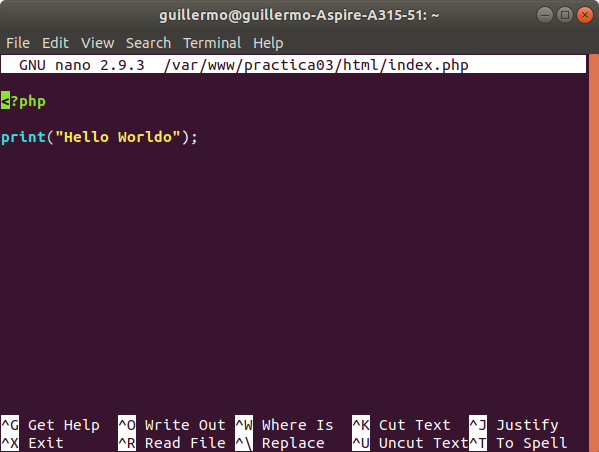 guillermo@guillermo-Aspire-A315-51: ~
File Edit View Search Terminal Help
GNU nano 2.9.3 /var/www/practica03/html/index.php
<?php
print("Hello Worldo");
^G Get Help ^O Write Out ^W Where Is ^K Cut Text ^J Justify
^X Exit ^R Read File ^\ Replace ^U Uncut Text ^T To Spell